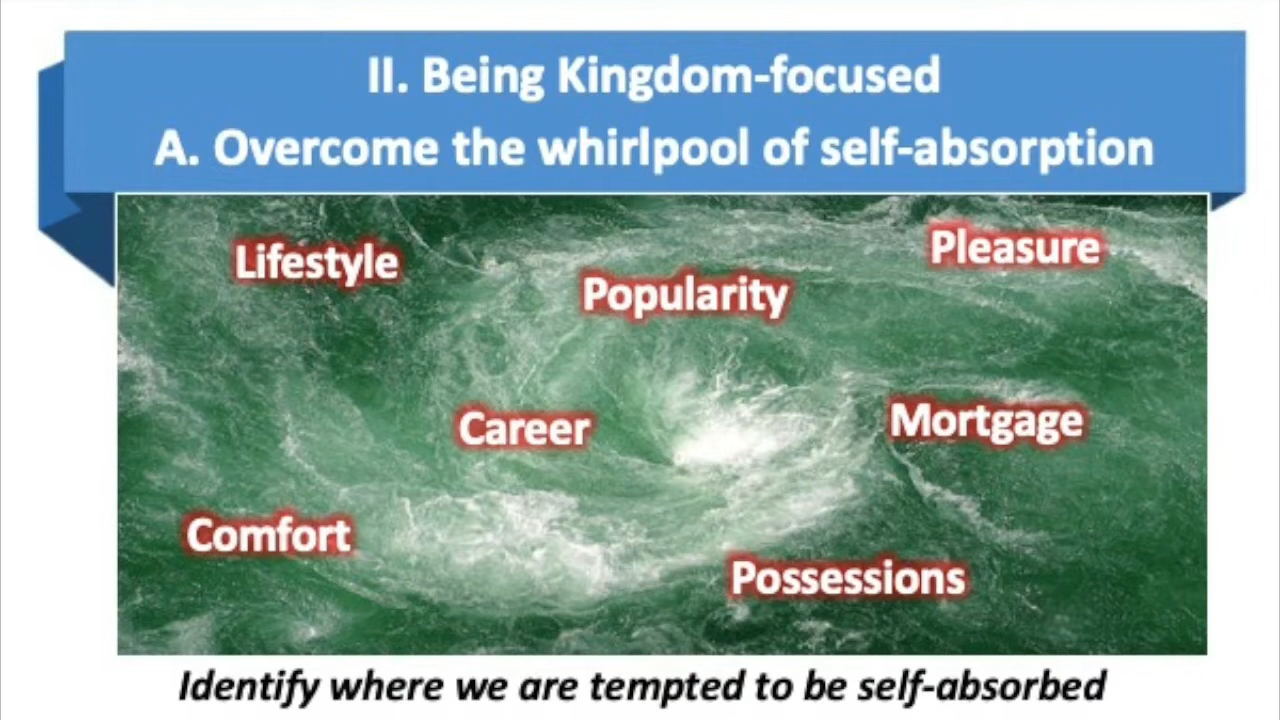 II. Being Kingdom-focused
A. Overcome the whirlpool of self-absorption
Lifestyle
Pleasure
Popularity
Career
Mortgage
Comfort
Possessions
Identify where we are tempted to be self-absorbed